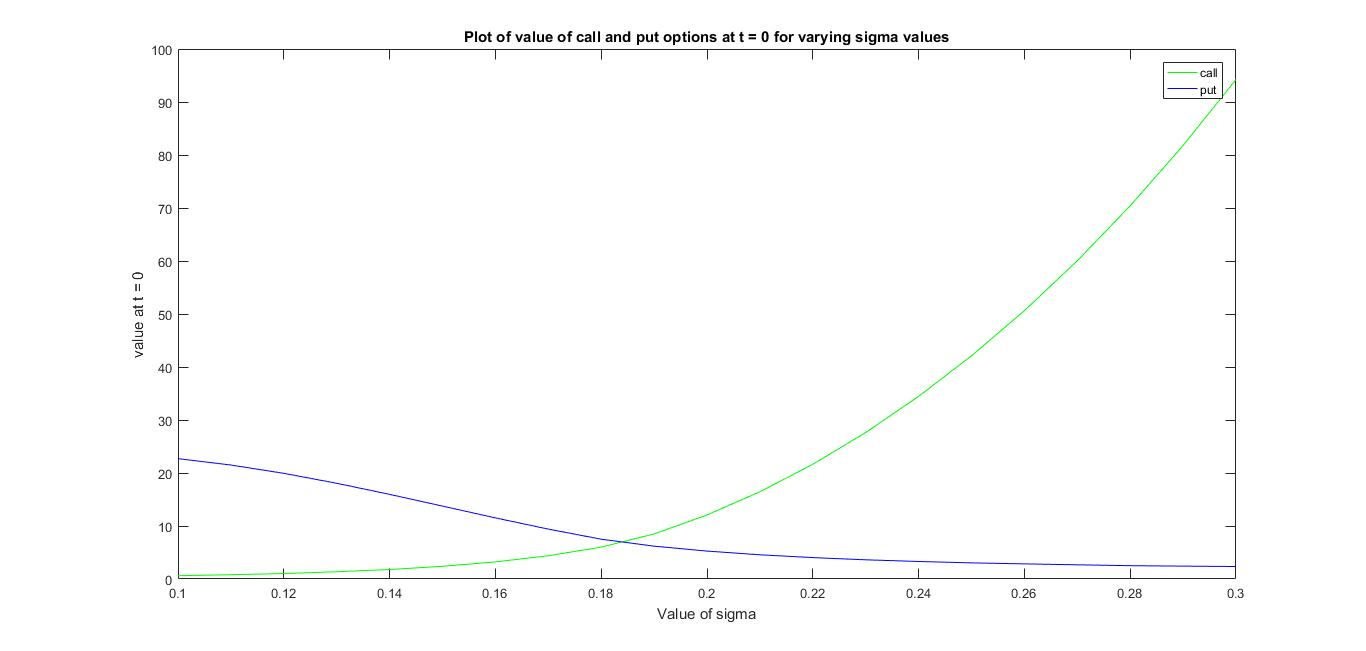 Plot of value of call and put options at t = 0 for varying sigma values
call
put
100
90
80
70
60
50
40
30
20
10
0
value at t = 0
0.1 0.12 0.14 0.16 0.18 0.2 0.22 0.24 0.26 0.28 0.3
Value of sigma